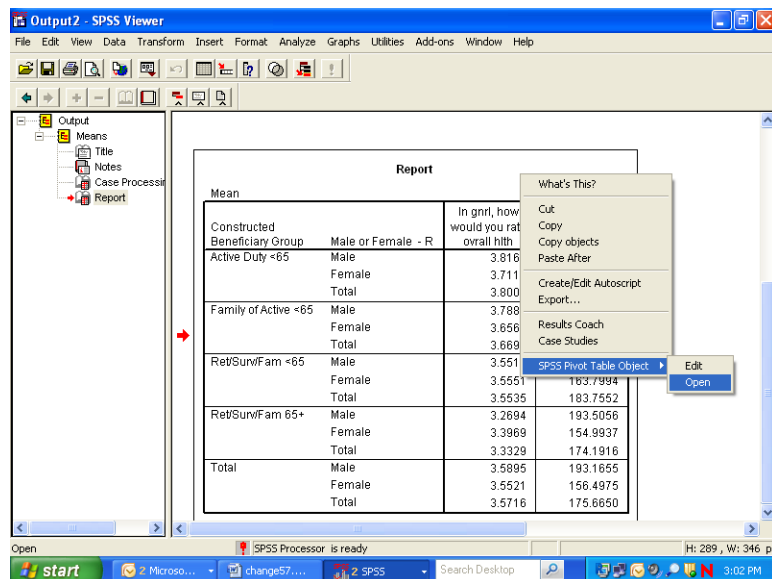 Output2 - SPSS Viewer
File Edit View Data Transform Insert Format Analyze Graphs Utilities Add-ons Window Help
Output
Means
Title
Notes
Case Processin
Report
Report
Mean
Constructed Beneficiary Group Male or Female - R In gnrl, how would you rat ovrall hlth
Active Duty <65 Male 3.816
Female 3.711
Total 3.800
Family of Active <65 Male 3.788
Female 3.656
Total 3.669
Ret/Surv/Fam <65 Male 3.551
Female 3.5551 163.7994
Total 3.5535 183.7552
Ret/Surv/Fam 65+ Male 3.2694 193.5056
Female 3.3969 154.9937
Total 3.3329 174.1916
Total Male 3.5895 193.1655
Female 3.5521 156.4975
Total 3.5716 175.6650
What's This?
Cut
Copy
Copy objects
Paste After
Create/Edit Autoscript
Export...
Results Coach
Case Studies
SPSS Pivot Table Object
Edit
Open
Open SPSS Processor is ready H: 289 , W: 346 p
start 2 Microso... change57.... 2 SPSS Search Desktop 3:02 PM